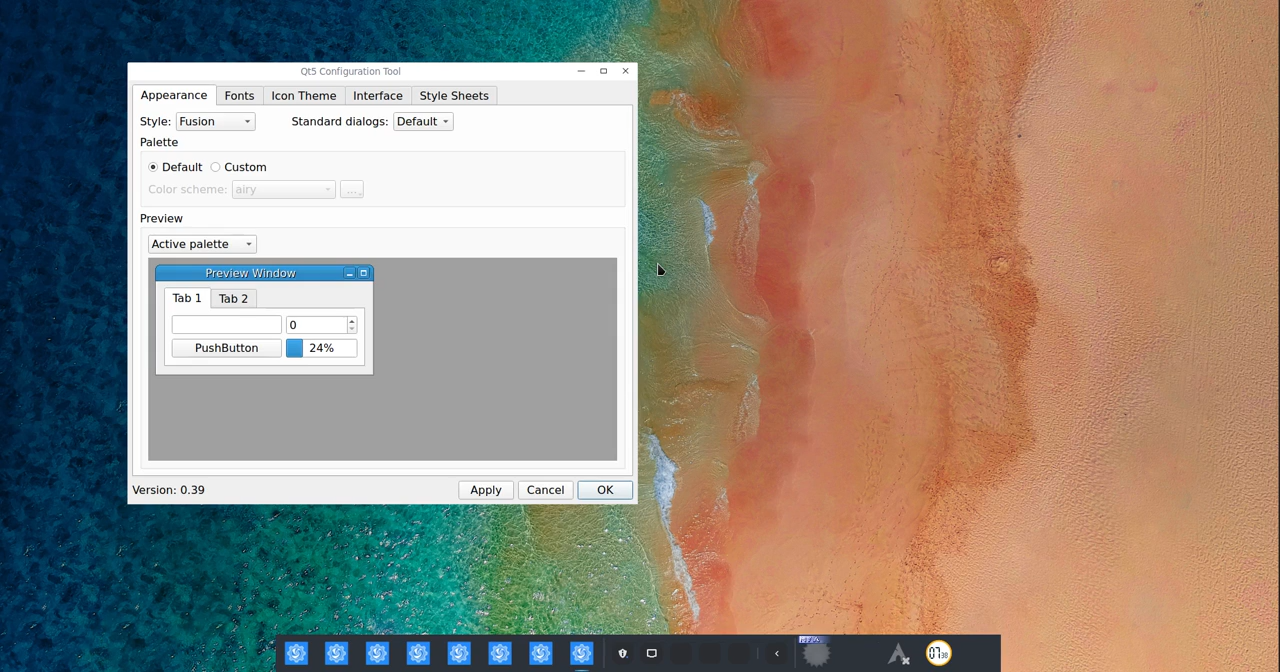 Qt5 Configuration Tool
Appearance Fonts Icon Theme Interface Style Sheets
Style: Fusion Standard dialogs: Default
Palette
Default Custom
Color scheme: airy ...
Preview
Active palette
Preview Window
Tab 1 Tab 2
0
PushButton 24%
Version: 0.39 Apply Cancel OK
07:38